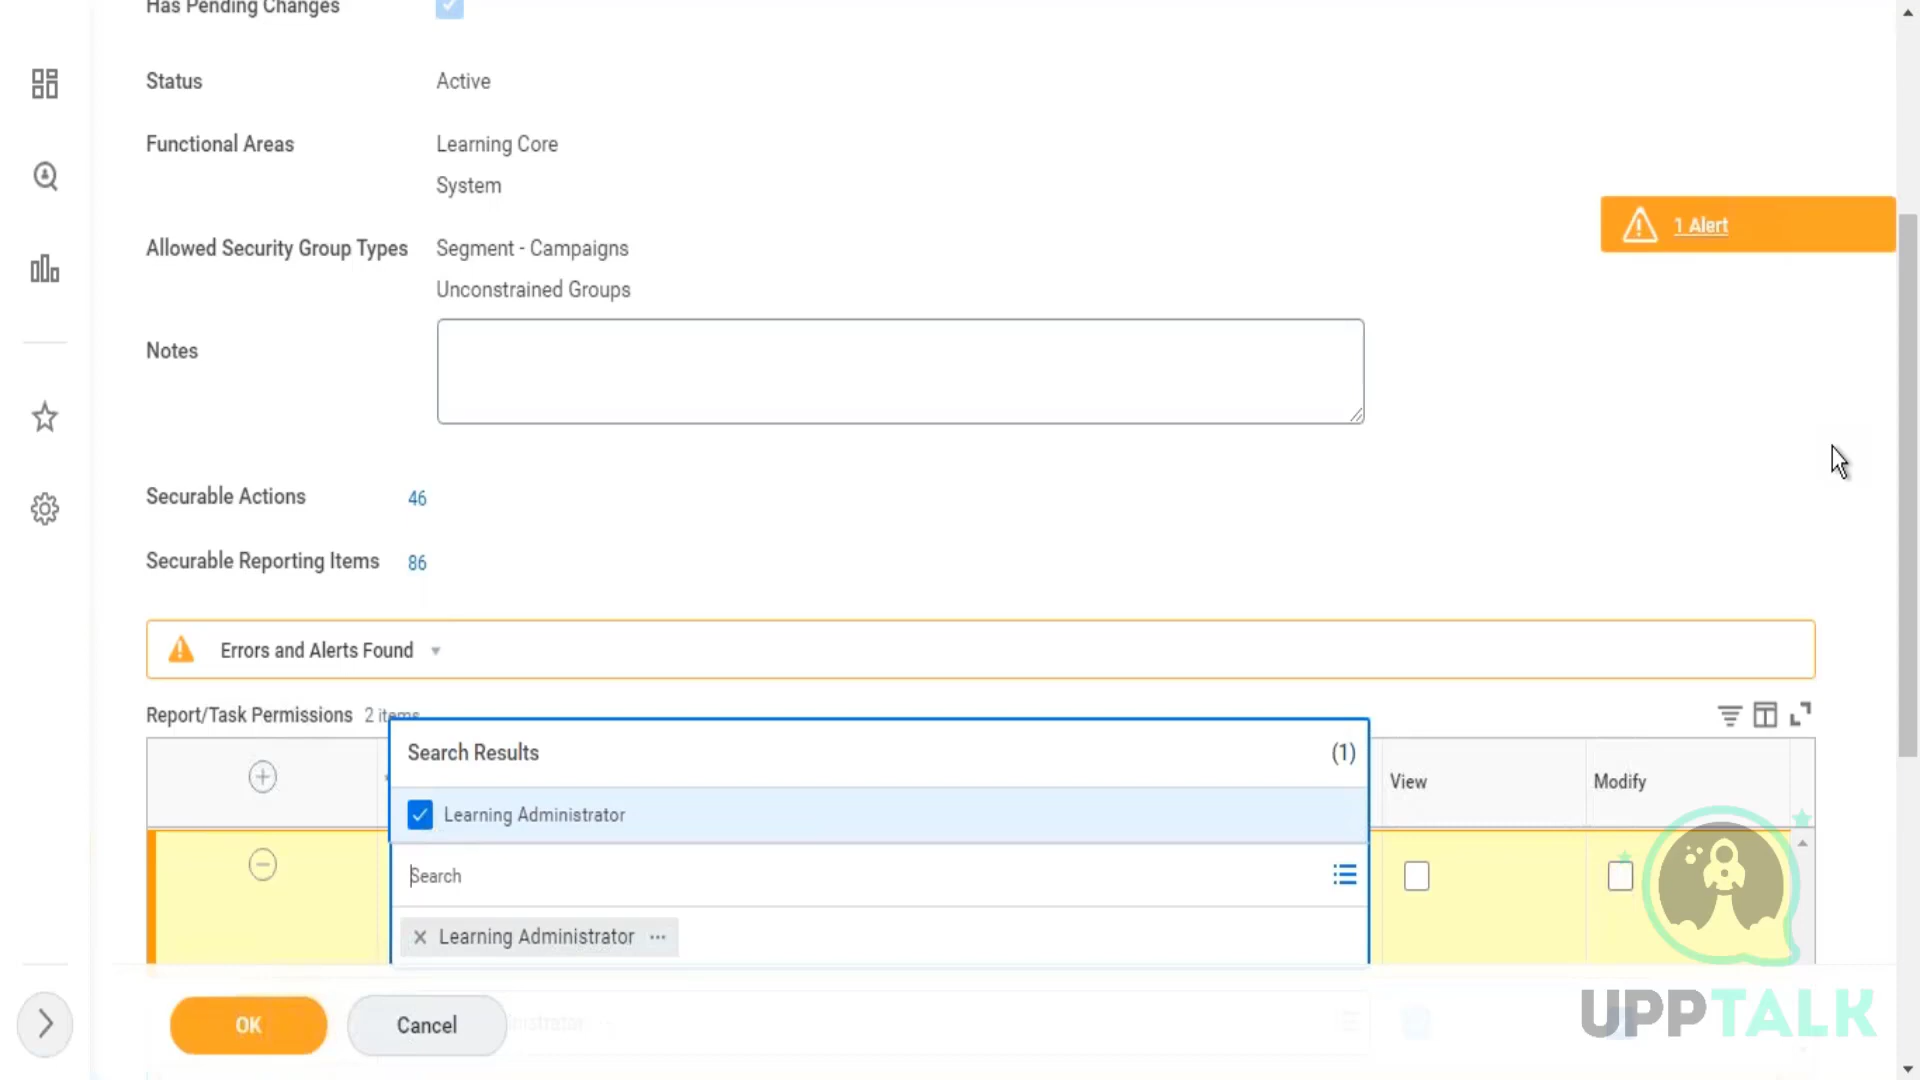 Has Pending Changes
Status Active
Functional Areas Learning Core
System
1 Alert
Allowed Security Group Types Segment - Campaigns
Unconstrained Groups
Notes
Securable Actions 46
Securable Reporting Items 86
Errors and Alerts Found
Report/Task Permissions 2 items
Search Results (1)
View Modify
Learning Administrator
Search
Learning Administrator
OK Cancel
UPPTALK